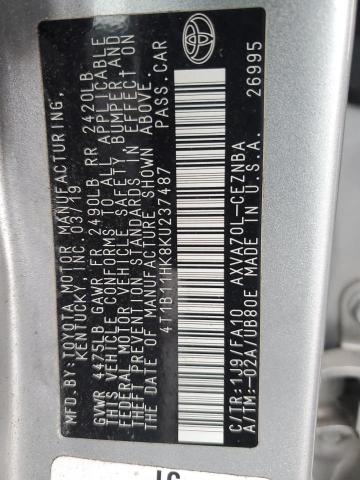 MFD. BY:TOYOTA MOTOR MANUFACTURING,
KENTUCKY, INC. 03/19
GVWR 4475LB GAWR FR 2490LB RR 2420LB
THIS VEHICLE CONFORMS TO ALL APPLICABLE
FEDERAL MOTOR VEHICLE SAFETY, BUMPER, AND
THEFT PREVENTION STANDARDS IN EFFECT ON
THE DATE OF MANUFACTURE SHOWN ABOVE.
4T1B11HK8KU237487 PASS. CAR
C/TR:1J9/FA10 AXVA70L-CEZNBA
A/TM:-02A/UB80E MADE IN U.S.A.
26995